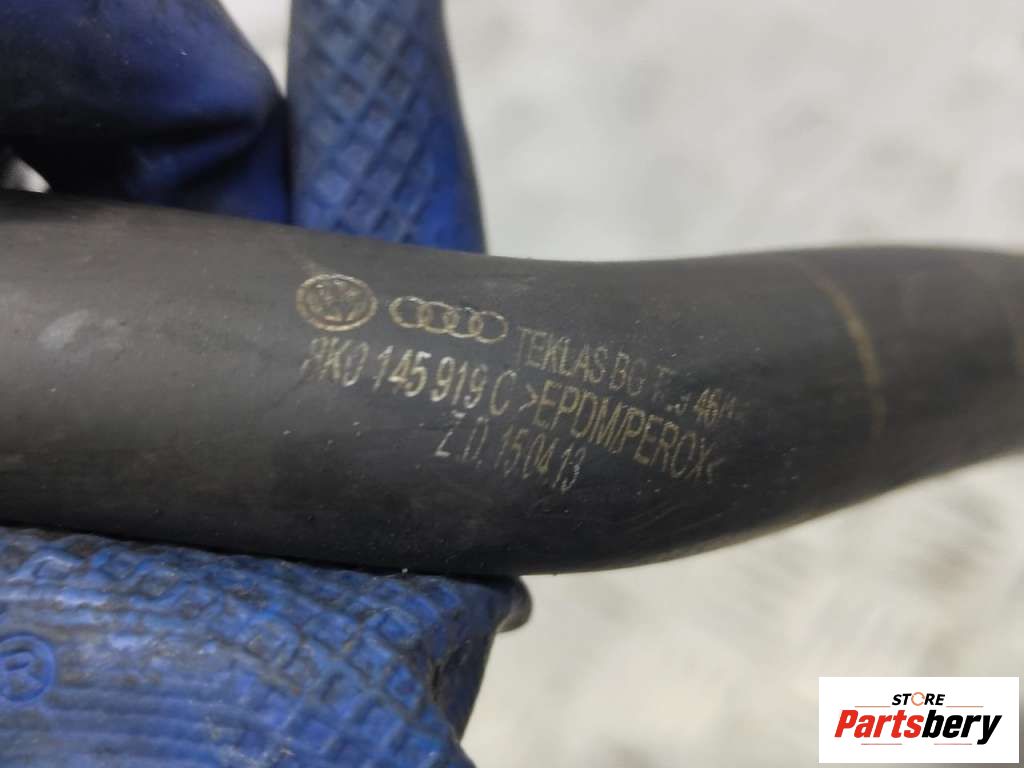 TEKLAS BG
8K0 145 919 C >EPDM/PEROX<
Z.D. 15 04 13
STORE
Partsbery